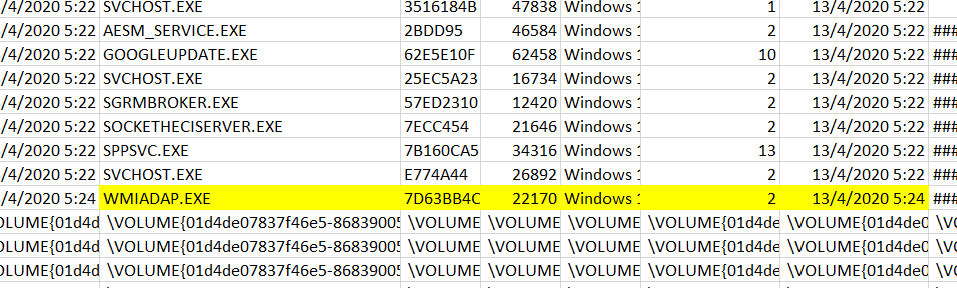 /4/2020 5:22 SVCHOST.EXE 3516184B 47838 Windows 1 1 13/4/2020 5:22
/4/2020 5:22 AESM_SERVICE.EXE 2BDD95 46584 Windows 1 2 13/4/2020 5:22 ###
/4/2020 5:22 GOOGLEUPDATE.EXE 62E5E10F 62458 Windows 1 10 13/4/2020 5:22 ###
/4/2020 5:22 SVCHOST.EXE 25EC5A23 16734 Windows 1 2 13/4/2020 5:22 ###
/4/2020 5:22 SGRMBROKER.EXE 57ED2310 12420 Windows 1 2 13/4/2020 5:22 ###
/4/2020 5:22 SOCKETHECISERVER.EXE 7ECC454 21646 Windows 1 2 13/4/2020 5:22 ###
/4/2020 5:22 SPPSVC.EXE 7B160CA5 34316 Windows 1 13 13/4/2020 5:22 ###
/4/2020 5:22 SVCHOST.EXE E774A44 26892 Windows 1 2 13/4/2020 5:22 ###
/4/2020 5:24 WMIADAP.EXE 7D63BB4C 22170 Windows 1 2 13/4/2020 5:24 ###
OLUME{01d4d \VOLUME{01d4de07837f46e5-86839005 \VOLUME \VOLUME \VOLUME \VOLUME{01d4de \VOLUME{01d4de0 \VO
OLUME{01d4d \VOLUME{01d4de07837f46e5-86839005 \VOLUME \VOLUME \VOLUME \VOLUME{01d4de \VOLUME{01d4de0 \VO
OLUME{01d4d \VOLUME{01d4de07837f46e5-86839005 \VOLUME \VOLUME \VOLUME \VOLUME{01d4de \VOLUME{01d4de0 \VO